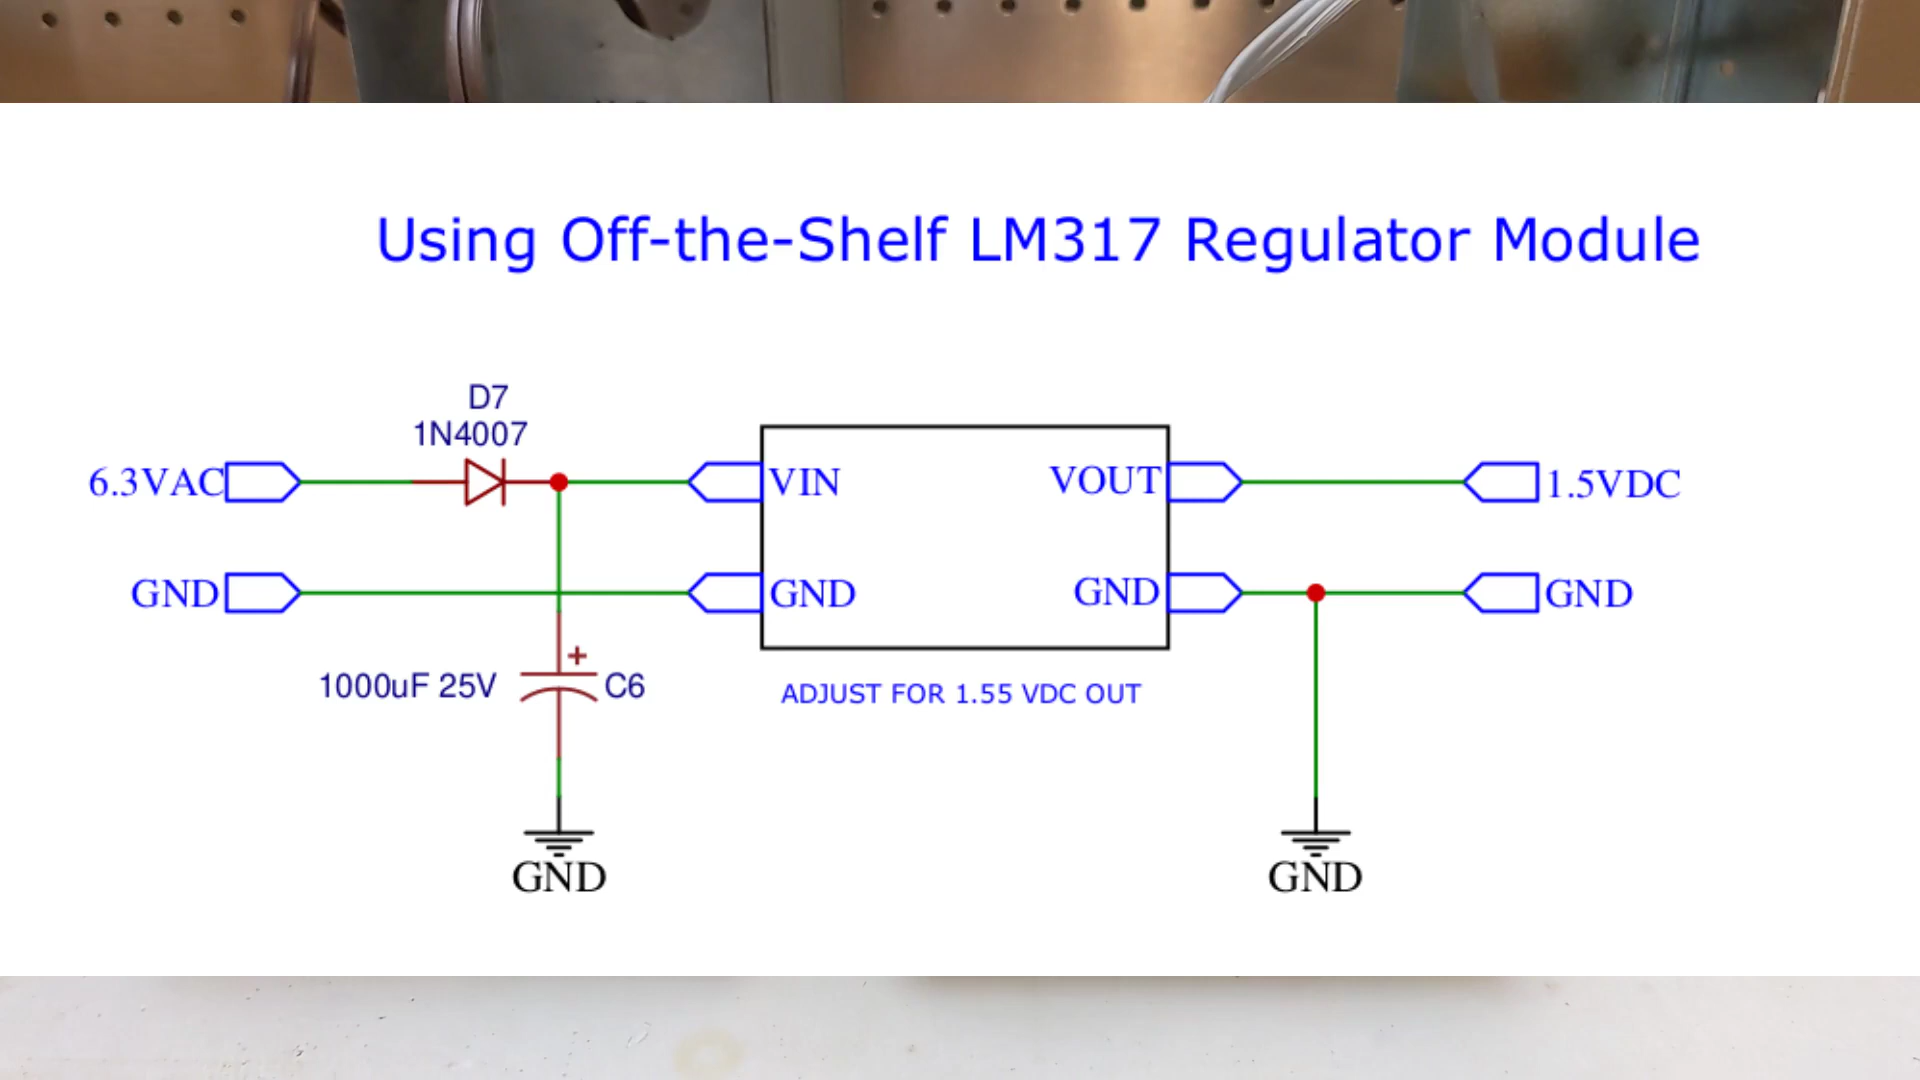 Using Off-the-Shelf LM317 Regulator Module
D7
1N4007
6.3VAC
VIN
VOUT
1.5VDC
GND
GND
GND
GND
+
1000uF 25V
C6
ADJUST FOR 1.55 VDC OUT
GND
GND